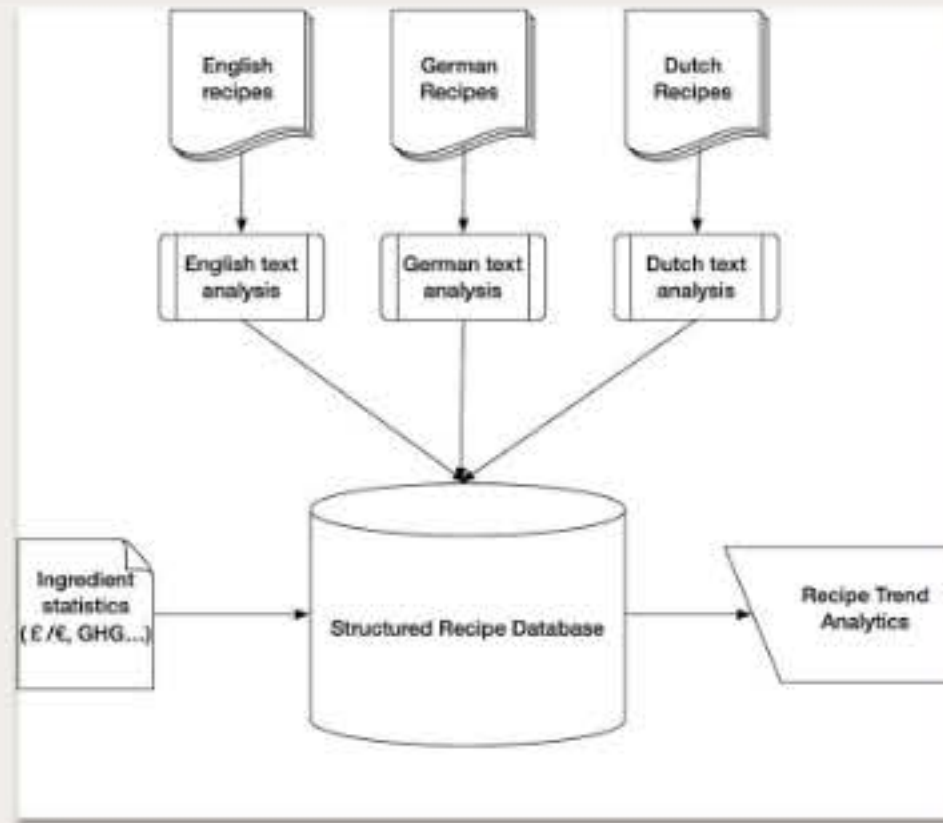 English
recipes
German
Recipes
Dutch
Recipes
English text
analysis
German text
analysis
Dutch text
analysis
Ingredient
statistics
(£/€, GHG...)
Structured Recipe Database
Recipe Trend
Analytics